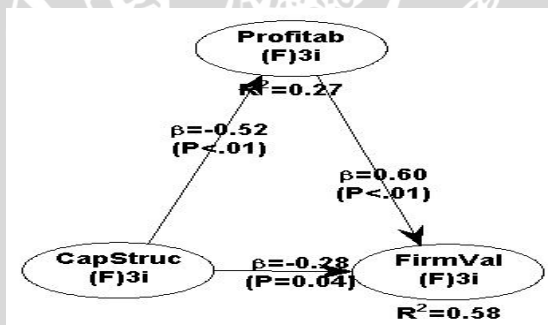 Profitab
(F)3i
R²=0.27
β=-0.52
(P<.01)
β=0.60
(P<.01)
CapStruc
(F)3i
β=-0.28
(P=0.04)
FirmVal
(F)3i
R²=0.58